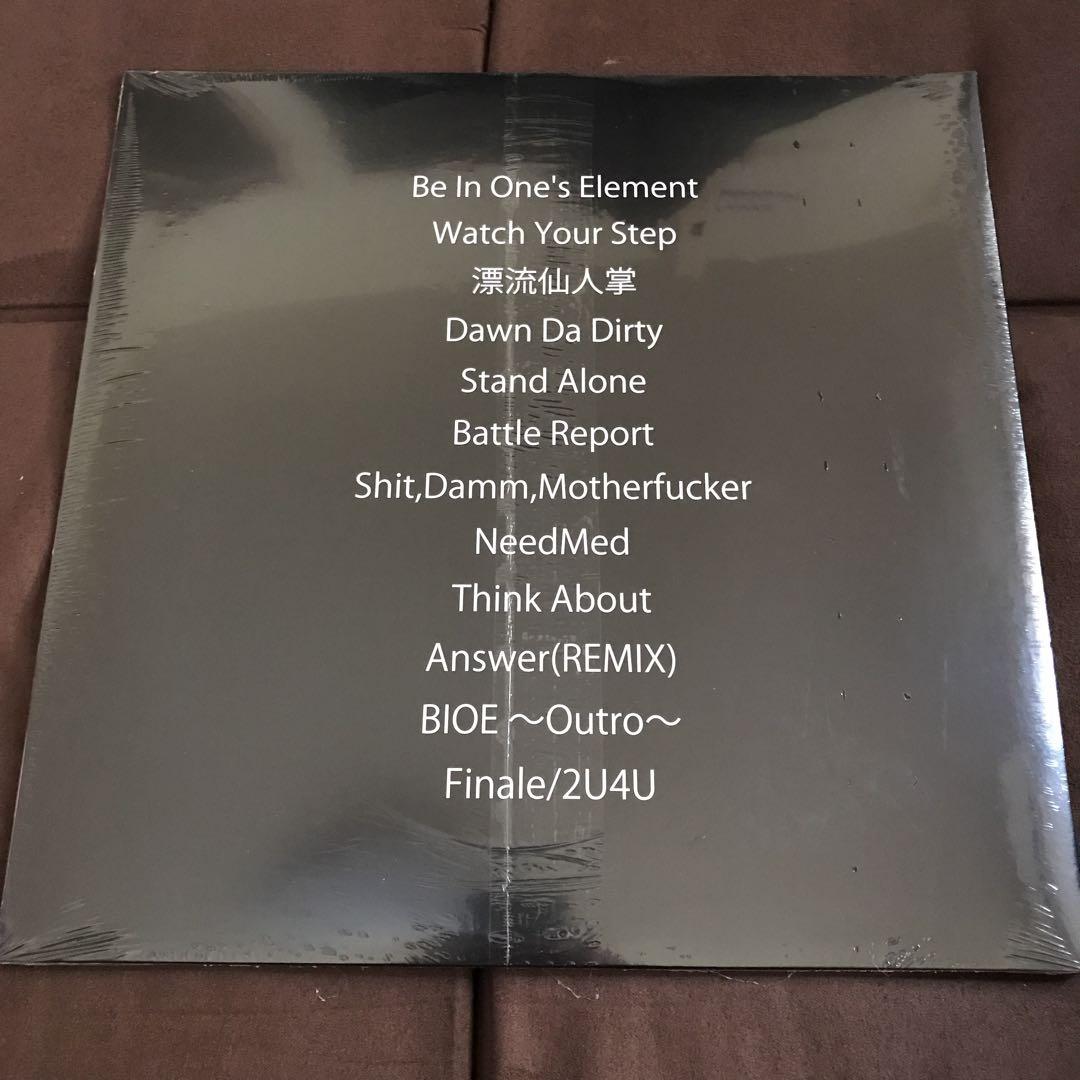 Be In One's Element
Watch Your Step
漂流仙人掌
Dawn Da Dirty
Stand Alone
Battle Report
Shit,Damm,Motherfucker
NeedMed
Think About
Answer(REMIX)
BIOE 〜Outro〜
Finale/2U4U